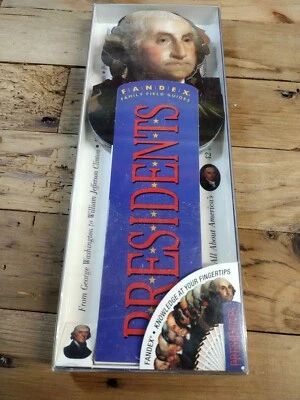 FANDEX
FAMILY FIELD GUIDES
PRESIDENTS
From George Washington to William Jefferson Clinton
All About America's 42
FANDEX • KNOWLEDGE AT YOUR FINGERTIPS
PRESIDENTS